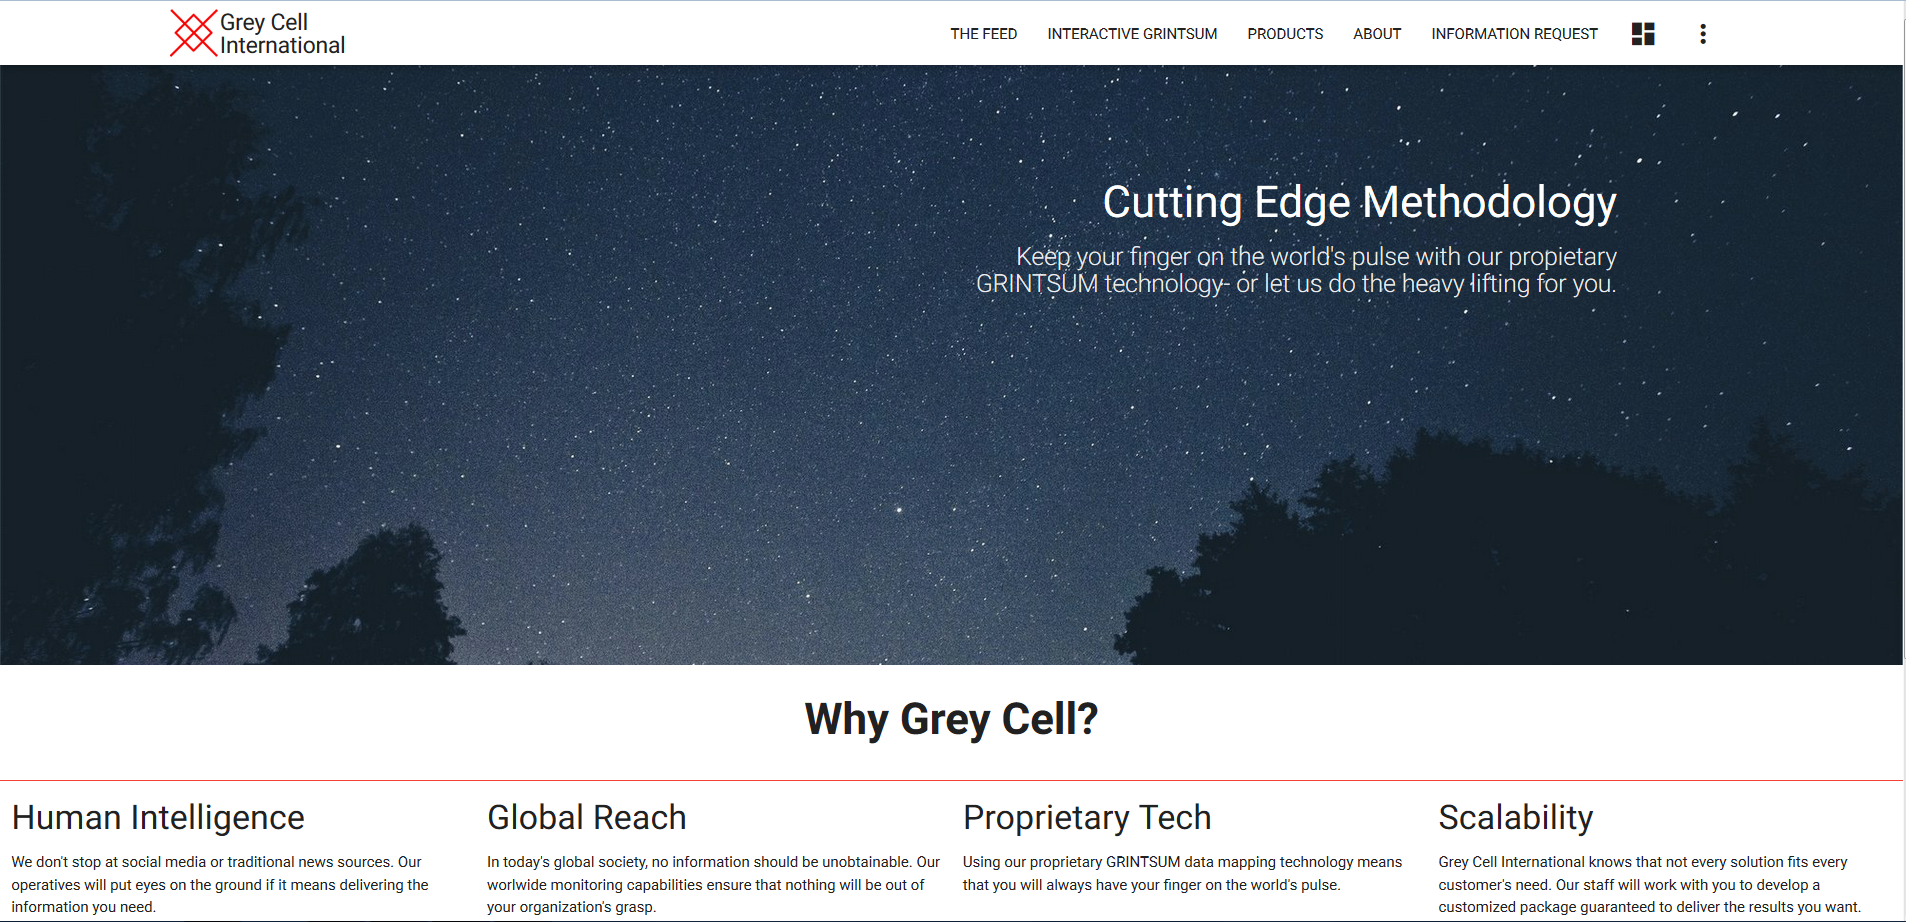 Grey Cell
International
THE FEED INTERACTIVE GRINTSUM PRODUCTS ABOUT INFORMATION REQUEST
Cutting Edge Methodology
Keep your finger on the world's pulse with our propietary
GRINTSUM technology- or let us do the heavy lifting for you.
Why Grey Cell?
Human Intelligence
We don't stop at social media or traditional news sources. Our
operatives will put eyes on the ground if it means delivering the
information you need.
Global Reach
In today's global society, no information should be unobtainable. Our
worlwide monitoring capabilities ensure that nothing will be out of
your organization's grasp.
Proprietary Tech
Using our proprietary GRINTSUM data mapping technology means
that you will always have your finger on the world's pulse.
Scalability
Grey Cell International knows that not every solution fits every
customer's need. Our staff will work with you to develop a
customized package guaranteed to deliver the results you want.